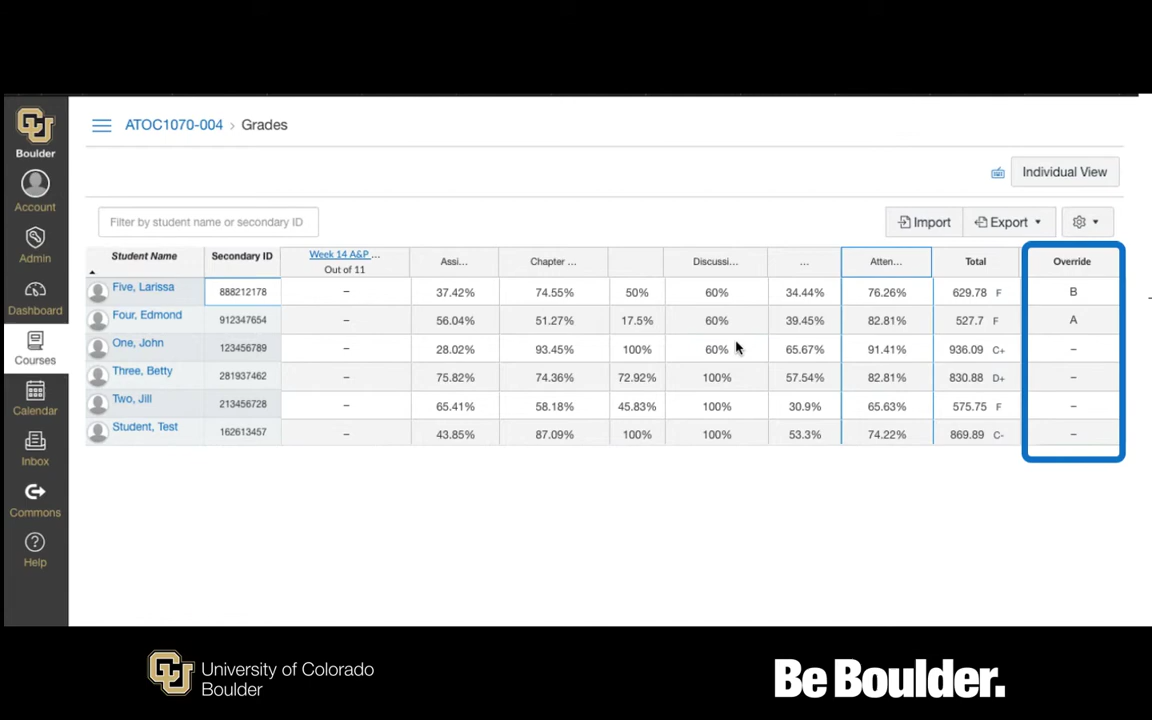 CU
Boulder
Account
Admin
Dashboard
Courses
Calendar
Inbox
Commons
Help
ATOC1070-004 › Grades
Individual View
Filter by student name or secondary ID
Import Export
Student Name Secondary ID Week 14 A&P ... Out of 11 Assi... Chapter ... Discussi... ... Atten... Total Override
Five, Larissa 888212178 – 37.42% 74.55% 50% 60% 34.44% 76.26% 629.78 F B
Four, Edmond 912347654 – 56.04% 51.27% 17.5% 60% 39.45% 82.81% 527.7 F A
One, John 123456789 – 28.02% 93.45% 100% 60% 65.67% 91.41% 936.09 C+ –
Three, Betty 281937462 – 75.82% 74.36% 72.92% 100% 57.54% 82.81% 830.88 D+ –
Two, Jill 213456728 – 65.41% 58.18% 45.83% 100% 30.9% 65.63% 575.75 F –
Student, Test 162613457 – 43.85% 87.09% 100% 100% 53.3% 74.22% 869.89 C- –
CU
University of Colorado
Boulder
Be Boulder.